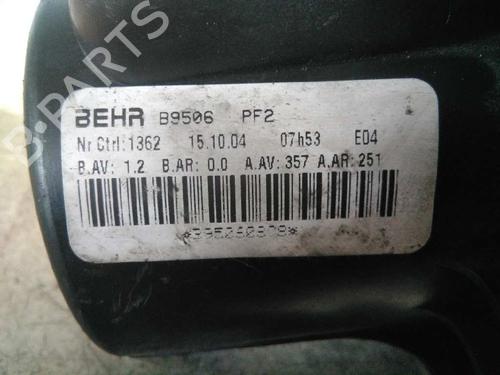 B-PARTS
BEHR B9506 PF2
Nr Ctrl:1362 15.10.04 07h53 E04
B.AV: 1.2 B.AR: 0.0 A.AV: 357 A.AR: 251